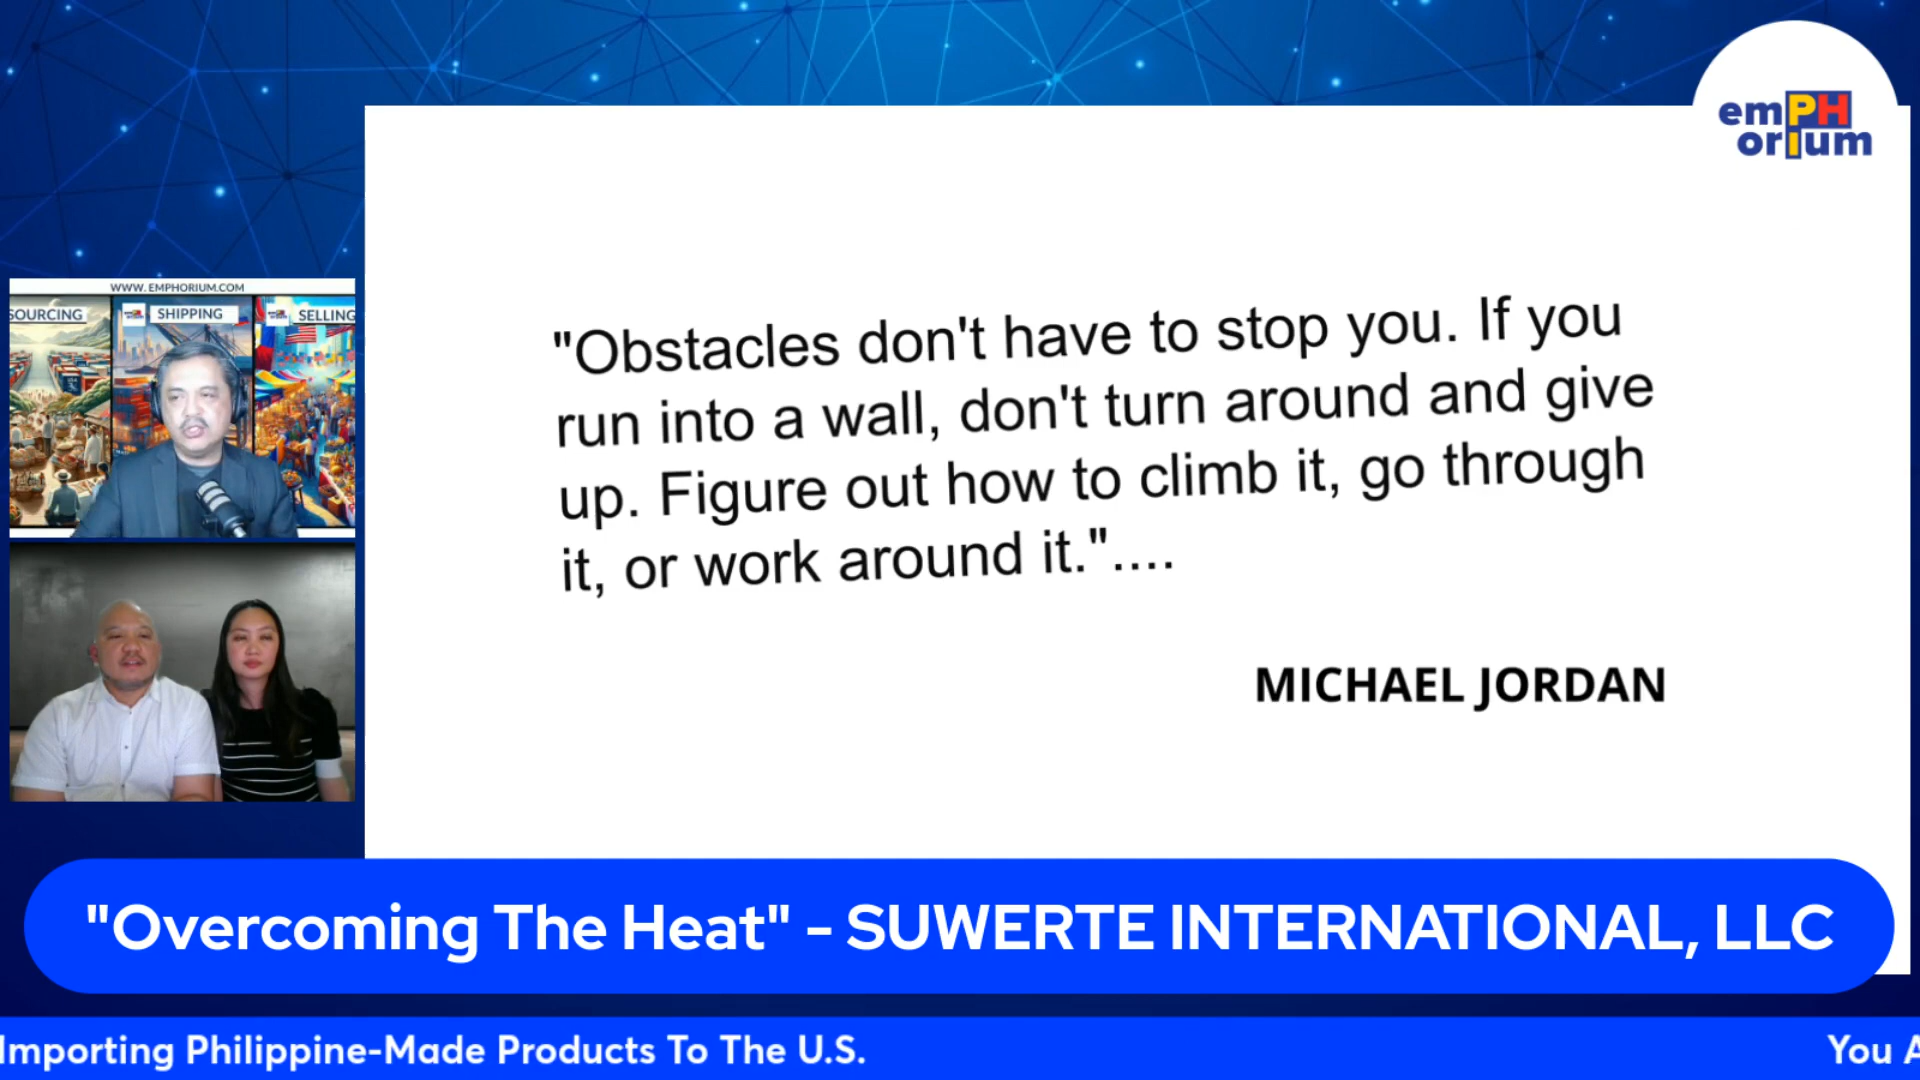 emPH
orium
WWW.EMPHORIUM.COM
SOURCING
SHIPPING
SELLING
"Obstacles don't have to stop you. If you
run into a wall, don't turn around and give
up. Figure out how to climb it, go through
it, or work around it."....
MICHAEL JORDAN
"Overcoming The Heat" - SUWERTE INTERNATIONAL, LLC
Importing Philippine-Made Products To The U.S.
You A